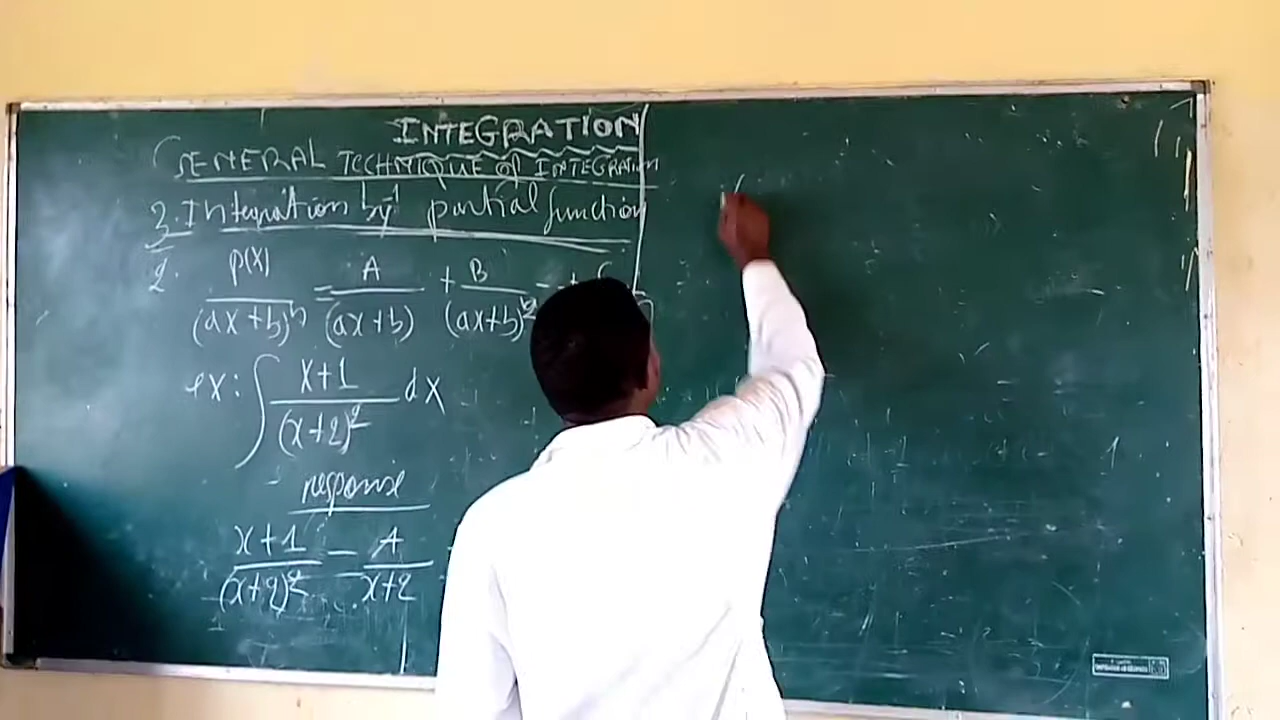 INTEGRATION
GENERAL TECHNIQUE of INTEGRATION
3. Integration by partial function
2. p(x)/(ax+b)^n = A/(ax+b) + B/(ax+b)^2 - + C
ex: ∫ x+1/(x+2)^2 dx
response
x+1/(x+2)^2 = A/x+2